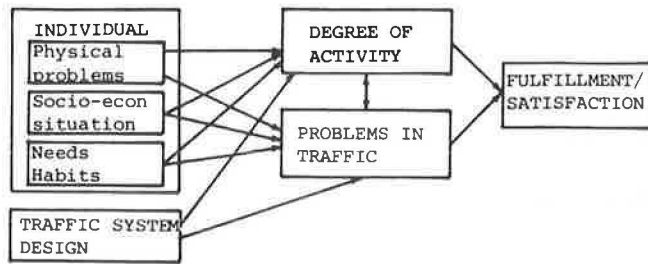 INDIVIDUAL
Physical
problems
Socio-econ
situation
Needs
Habits
TRAFFIC SYSTEM
DESIGN
DEGREE OF
ACTIVITY
PROBLEMS IN
TRAFFIC
FULFILLMENT/
SATISFACTION